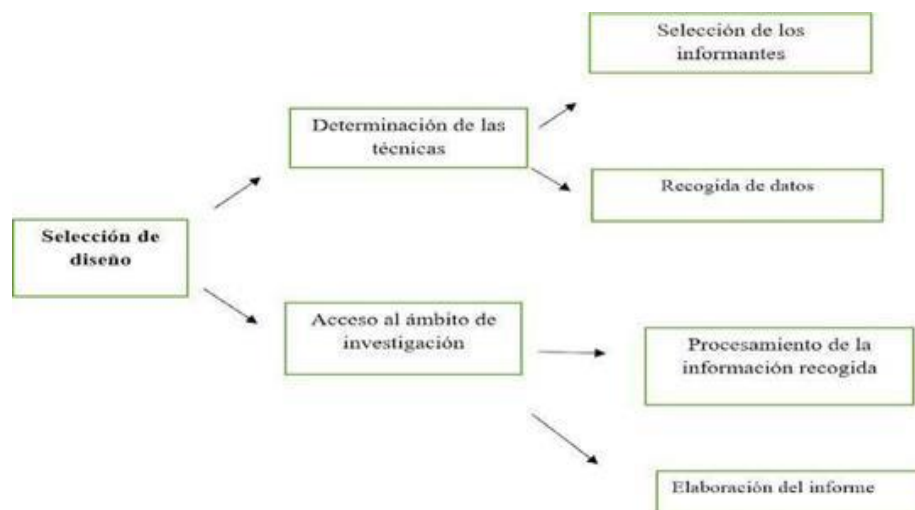 Selección de los
informantes
Determinación de las
técnicas
Recogida de datos
Selección de
diseño
Acceso al ámbito de
investigación
Procesamiento de la
información recogida
Elaboración del informe